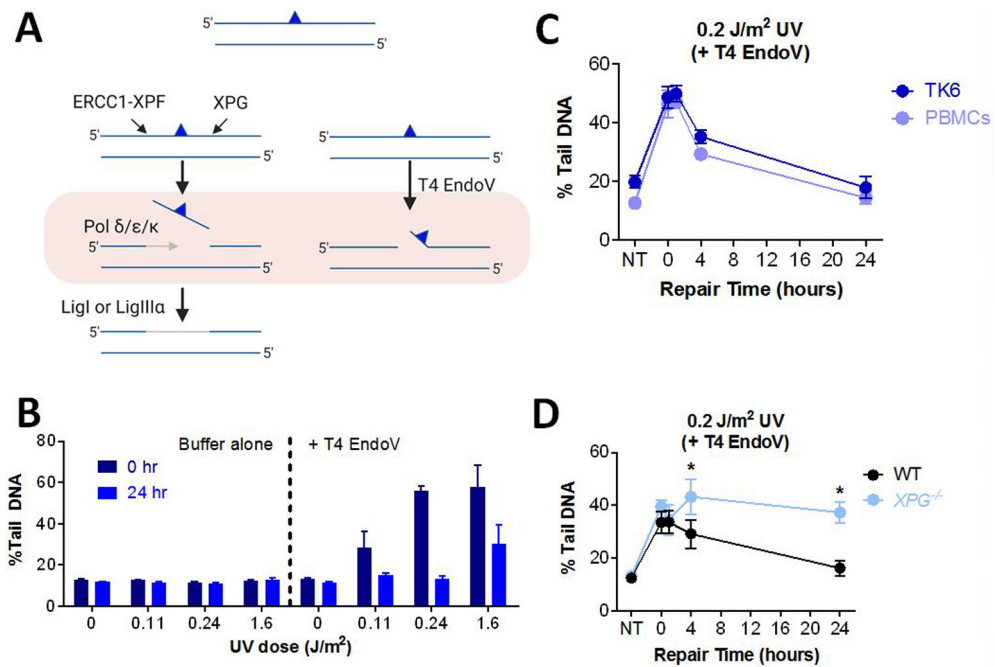 A
5'
5'
ERCC1-XPF
XPG
5'
5'
5'
5'
T4 EndoV
Pol δ/ε/κ
5'
5'
5'
5'
LigI or LigIIIα
5'
5'
B
80
60
40
20
0
%Tail DNA
Buffer alone
+ T4 EndoV
0 hr
24 hr
0 0.11 0.24 1.6 0 0.11 0.24 1.6
UV dose (J/m²)
C
0.2 J/m² UV
(+ T4 EndoV)
60
40
20
0
% Tail DNA
TK6
PBMCs
NT 0 4 8 12 16 20 24
Repair Time (hours)
D
0.2 J/m² UV
(+ T4 EndoV)
60
40
20
0
% Tail DNA
*
*
WT
XPG-/-
NT 0 4 8 12 16 20 24
Repair Time (hours)